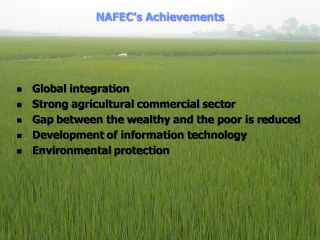 NAFEC's Achievements
■ Global integration
■ Strong agricultural commercial sector
■ Gap between the wealthy and the poor is reduced
■ Development of information technology
■ Environmental protection